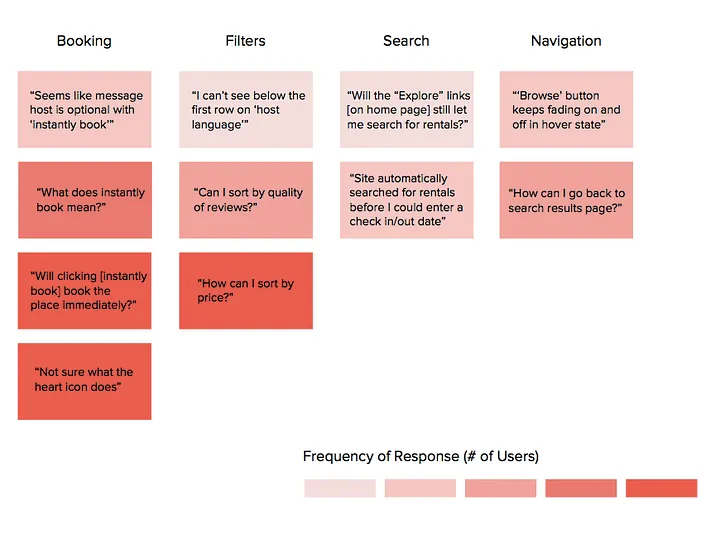 Booking
Filters
Search
Navigation
“Seems like message
host is optional with
‘instantly book’”
“I can’t see below the
first row on ‘host
language’”
“Will the “Explore” links
[on home page] still let
me search for rentals?”
“‘Browse’ button
keeps fading on and
off in hover state”
“What does instantly
book mean?”
“Can I sort by quality
of reviews?”
“Site automatically
searched for rentals
before I could enter a
check in/out date”
“How can I go back to
search results page?”
“Will clicking [instantly
book] book the
place immediately?”
“How can I sort by
price?”
“Not sure what the
heart icon does”
Frequency of Response (# of Users)